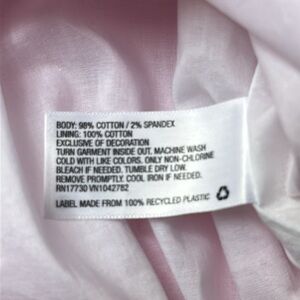 BODY: 98% COTTON / 2% SPANDEX
LINING: 100% COTTON
EXCLUSIVE OF DECORATION
TURN GARMENT INSIDE OUT. MACHINE WASH
COLD WITH LIKE COLORS. ONLY NON-CHLORINE
BLEACH IF NEEDED. TUMBLE DRY LOW.
REMOVE PROMPTLY. COOL IRON IF NEEDED.
RN17730 VN1042782
LABEL MADE FROM 100% RECYCLED PLASTIC